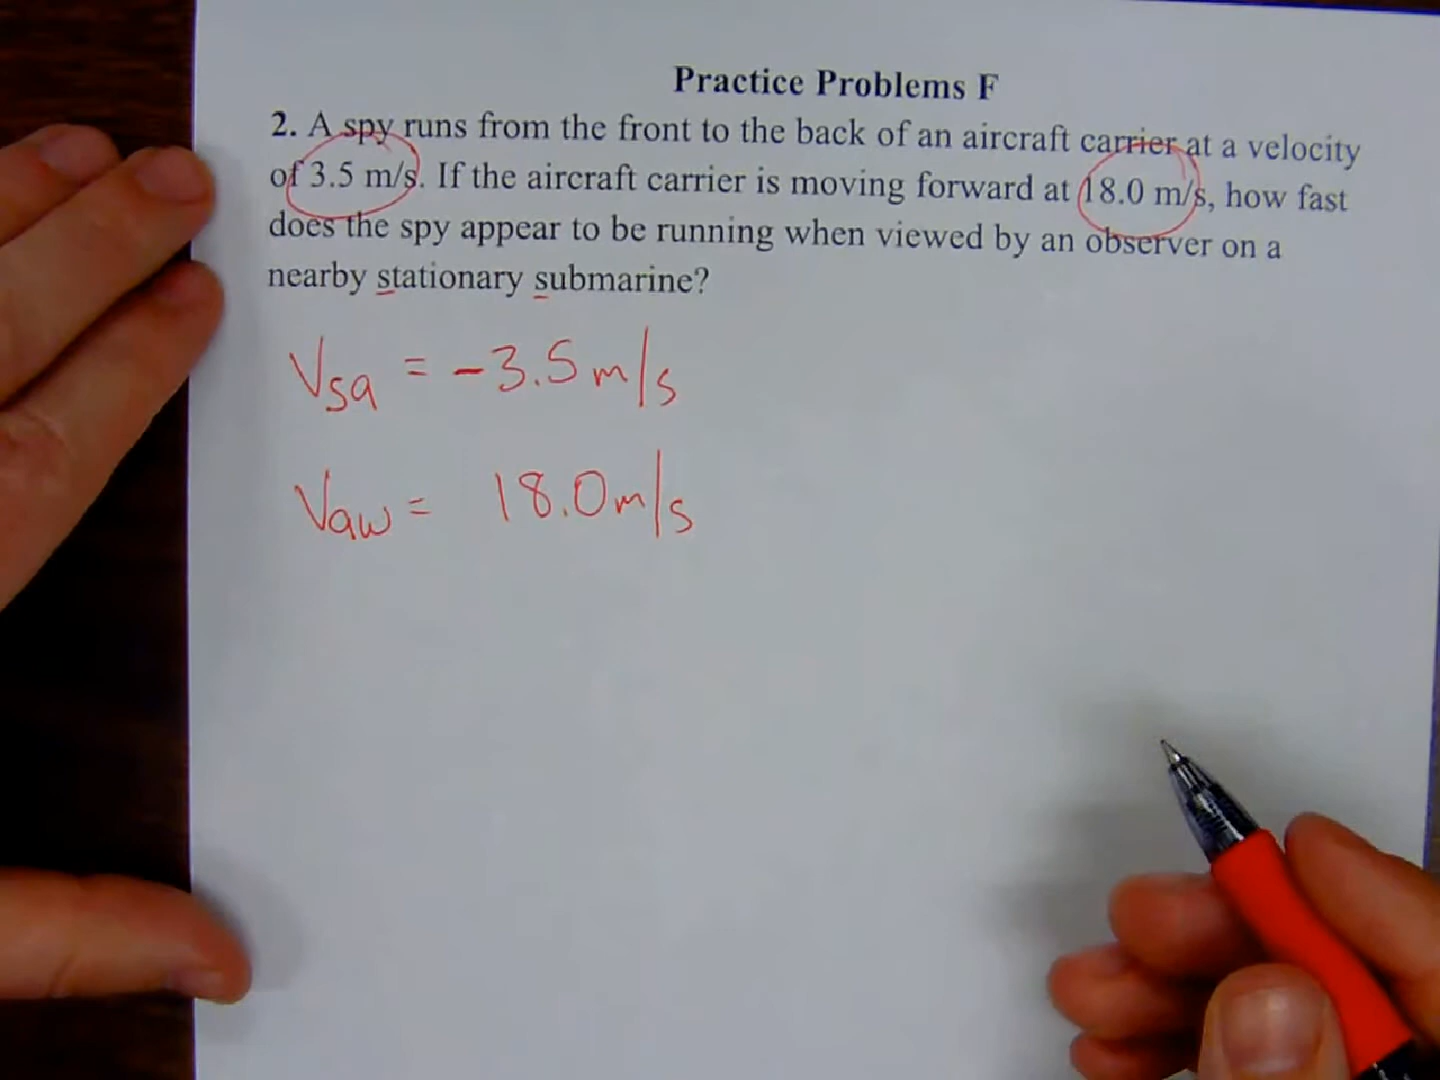 Practice Problems F
2. A spy runs from the front to the back of an aircraft carrier at a velocity
of 3.5 m/s. If the aircraft carrier is moving forward at 18.0 m/s, how fast
does the spy appear to be running when viewed by an observer on a
nearby stationary submarine?
Vsa = -3.5 m/s
Vaw = 18.0 m/s